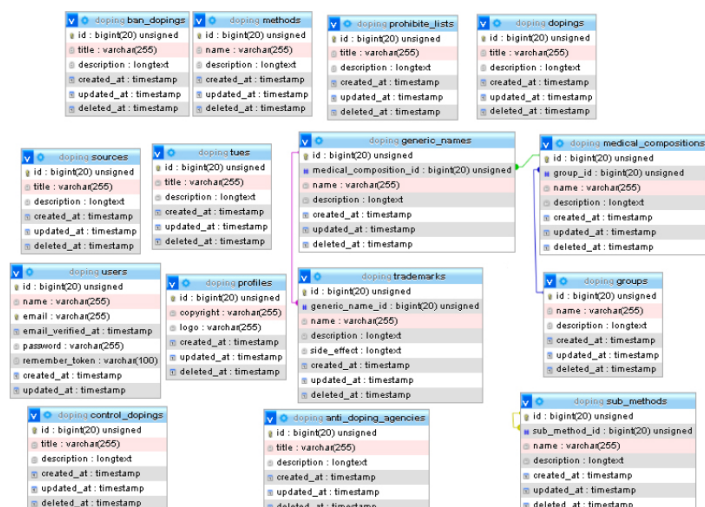 doping ban_dopings
id : bigint(20) unsigned
title : varchar(255)
description : longtext
created_at : timestamp
updated_at : timestamp
deleted_at : timestamp
doping methods
id : bigint(20) unsigned
name : varchar(255)
description : longtext
created_at : timestamp
updated_at : timestamp
deleted_at : timestamp
doping prohibite_lists
id : bigint(20) unsigned
title : varchar(255)
description : longtext
created_at : timestamp
updated_at : timestamp
deleted_at : timestamp
doping dopings
id : bigint(20) unsigned
title : varchar(255)
description : longtext
created_at : timestamp
updated_at : timestamp
deleted_at : timestamp
doping sources
id : bigint(20) unsigned
title : varchar(255)
description : longtext
created_at : timestamp
updated_at : timestamp
deleted_at : timestamp
doping tues
id : bigint(20) unsigned
title : varchar(255)
description : longtext
created_at : timestamp
updated_at : timestamp
deleted_at : timestamp
doping generic_names
id : bigint(20) unsigned
medical_composition_id : bigint(20) unsigned
name : varchar(255)
description : longtext
created_at : timestamp
updated_at : timestamp
deleted_at : timestamp
doping medical_compositions
id : bigint(20) unsigned
group_id : bigint(20) unsigned
name : varchar(255)
description : longtext
created_at : timestamp
updated_at : timestamp
deleted_at : timestamp
doping users
id : bigint(20) unsigned
name : varchar(255)
email : varchar(255)
email_verified_at : timestamp
password : varchar(255)
remember_token : varchar(100)
created_at : timestamp
updated_at : timestamp
doping profiles
id : bigint(20) unsigned
copyright : varchar(255)
logo : varchar(255)
created_at : timestamp
updated_at : timestamp
deleted_at : timestamp
doping trademarks
id : bigint(20) unsigned
generic_name_id : bigint(20) unsigned
name : varchar(255)
description : longtext
side_effect : longtext
created_at : timestamp
updated_at : timestamp
deleted_at : timestamp
doping groups
id : bigint(20) unsigned
name : varchar(255)
description : longtext
created_at : timestamp
updated_at : timestamp
deleted_at : timestamp
doping control_dopings
id : bigint(20) unsigned
title : varchar(255)
description : longtext
created_at : timestamp
updated_at : timestamp
deleted_at : timestamp
doping anti_doping_agencies
id : bigint(20) unsigned
title : varchar(255)
description : longtext
created_at : timestamp
updated_at : timestamp
deleted_at : timestamp
doping sub_methods
id : bigint(20) unsigned
sub_method_id : bigint(20) unsigned
name : varchar(255)
description : longtext
created_at : timestamp
updated_at : timestamp
deleted_at : timestamp